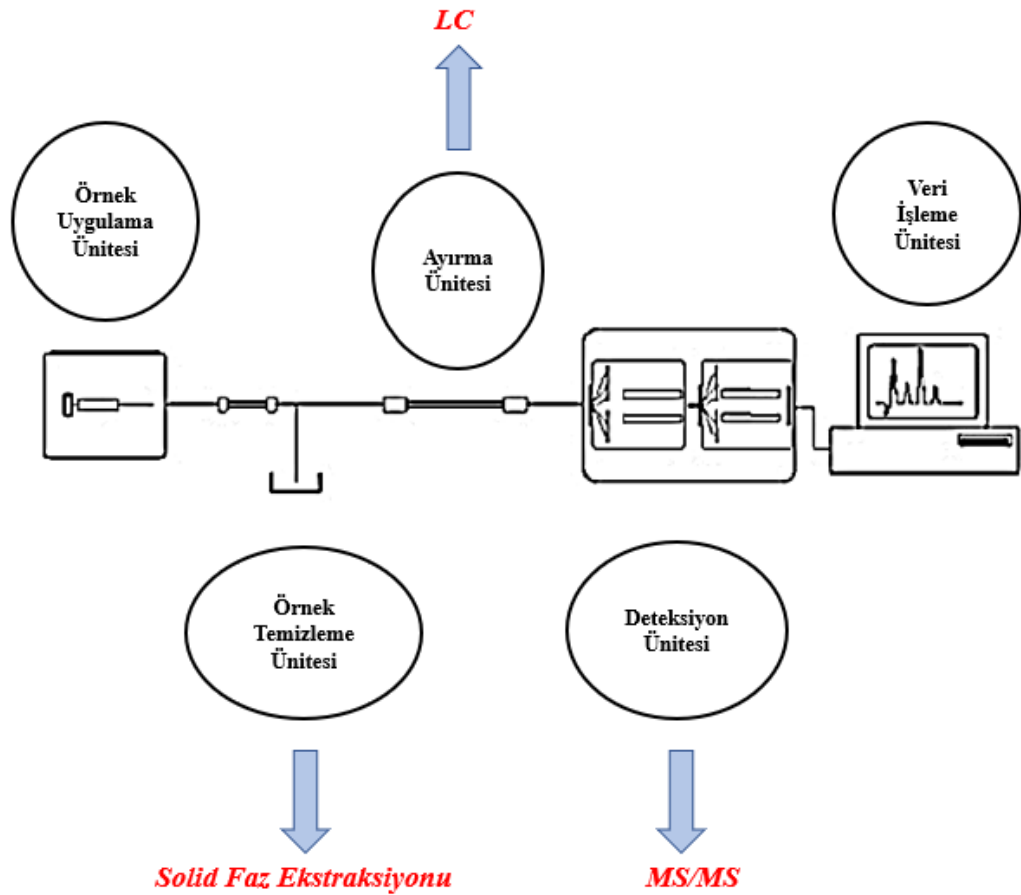 LC
Örnek
Uygulama
Ünitesi
Ayırma
Ünitesi
Veri
İşleme
Ünitesi
Örnek
Temizleme
Ünitesi
Deteksiyon
Ünitesi
Solid Faz Ekstraksiyonu
MS/MS